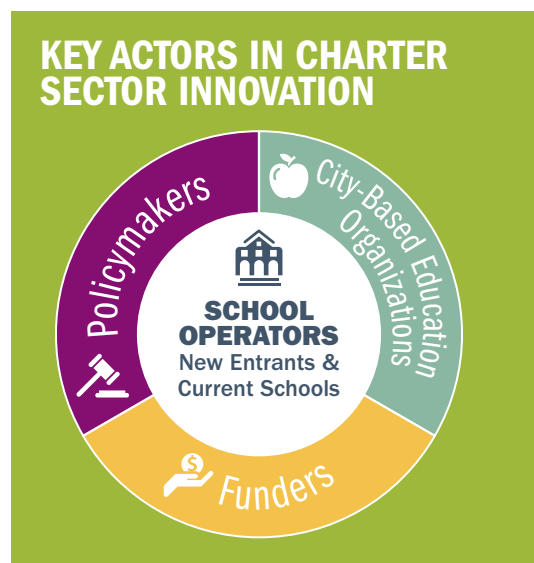 KEY ACTORS IN CHARTER
SECTOR INNOVATION
Policymakers
City-Based Education
Organizations
$
SCHOOL
OPERATORS
New Entrants &
Current Schools
Funders